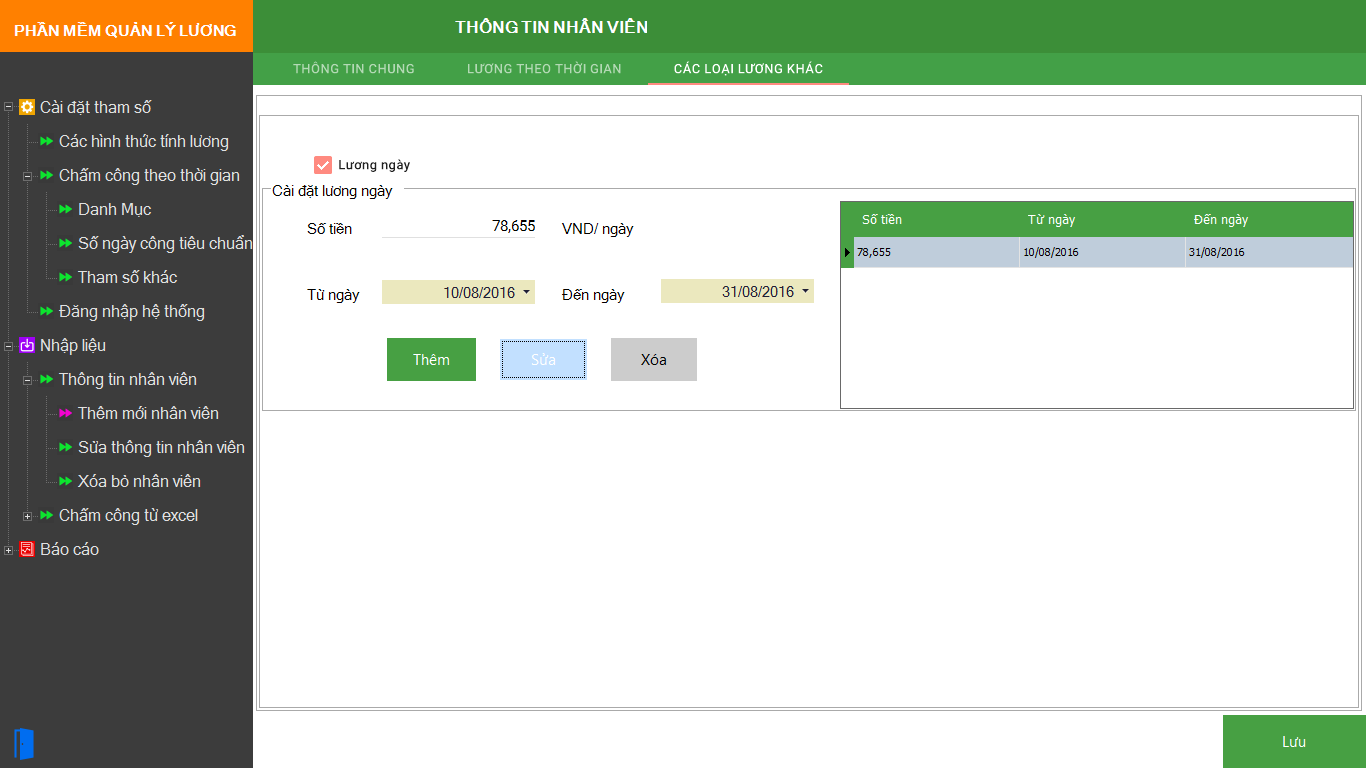 PHẦN MỀM QUẢN LÝ LƯƠNG
THÔNG TIN NHÂN VIÊN
THÔNG TIN CHUNG
LƯƠNG THEO THỜI GIAN
CÁC LOẠI LƯƠNG KHÁC
Cài đặt tham số
Các hình thức tính lương
Chấm công theo thời gian
Danh Mục
Số ngày công tiêu chuẩn
Tham số khác
Đăng nhập hệ thống
Nhập liệu
Thông tin nhân viên
Thêm mới nhân viên
Sửa thông tin nhân viên
Xóa bỏ nhân viên
Chấm công từ excel
Báo cáo
Lương ngày
Cài đặt lương ngày
Số tiền 78,655 VND/ ngày
Từ ngày 10/08/2016 Đến ngày 31/08/2016
Thêm Sửa Xóa
Số tiền Từ ngày Đến ngày
78,655 10/08/2016 31/08/2016
Lưu